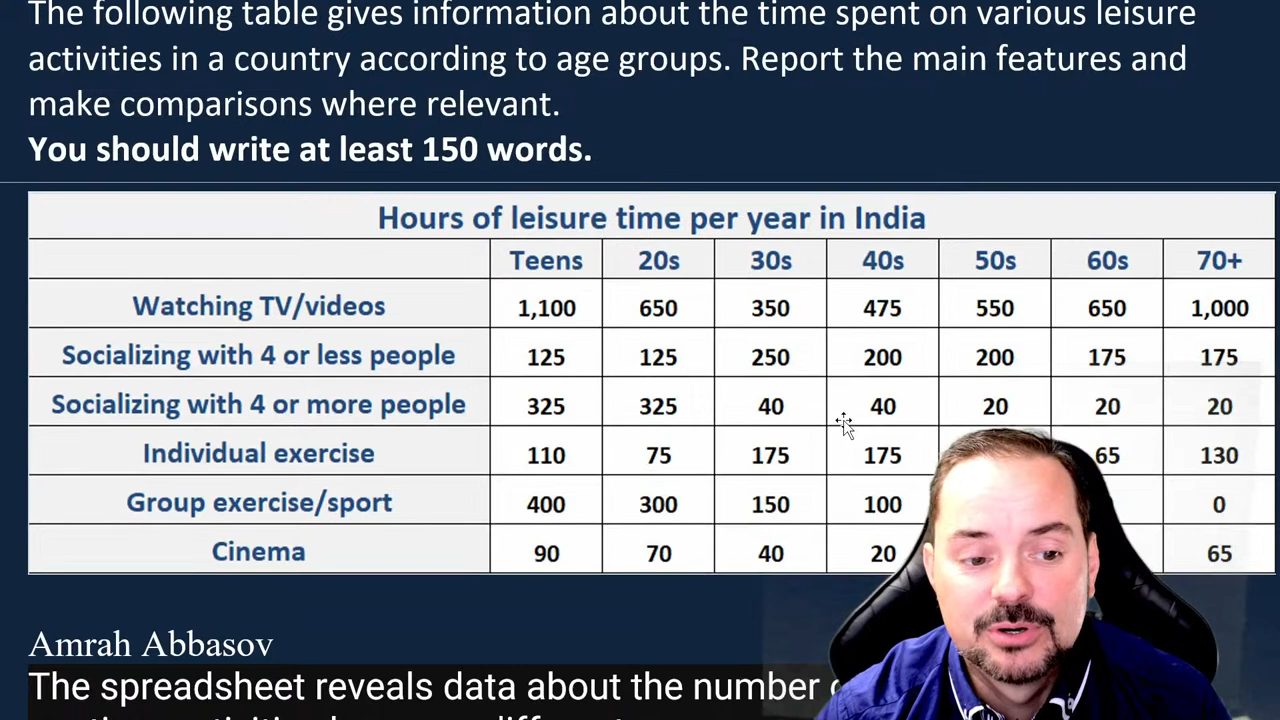 The following table gives information about the time spent on various leisure
activities in a country according to age groups. Report the main features and
make comparisons where relevant.
You should write at least 150 words.
Hours of leisure time per year in India
Teens 20s 30s 40s 50s 60s 70+
Watching TV/videos 1,100 650 350 475 550 650 1,000
Socializing with 4 or less people 125 125 250 200 200 175 175
Socializing with 4 or more people 325 325 40 40 20 20 20
Individual exercise 110 75 175 175 65 130
Group exercise/sport 400 300 150 100 0
Cinema 90 70 40 20 65
Amrah Abbasov
The spreadsheet reveals data about the number